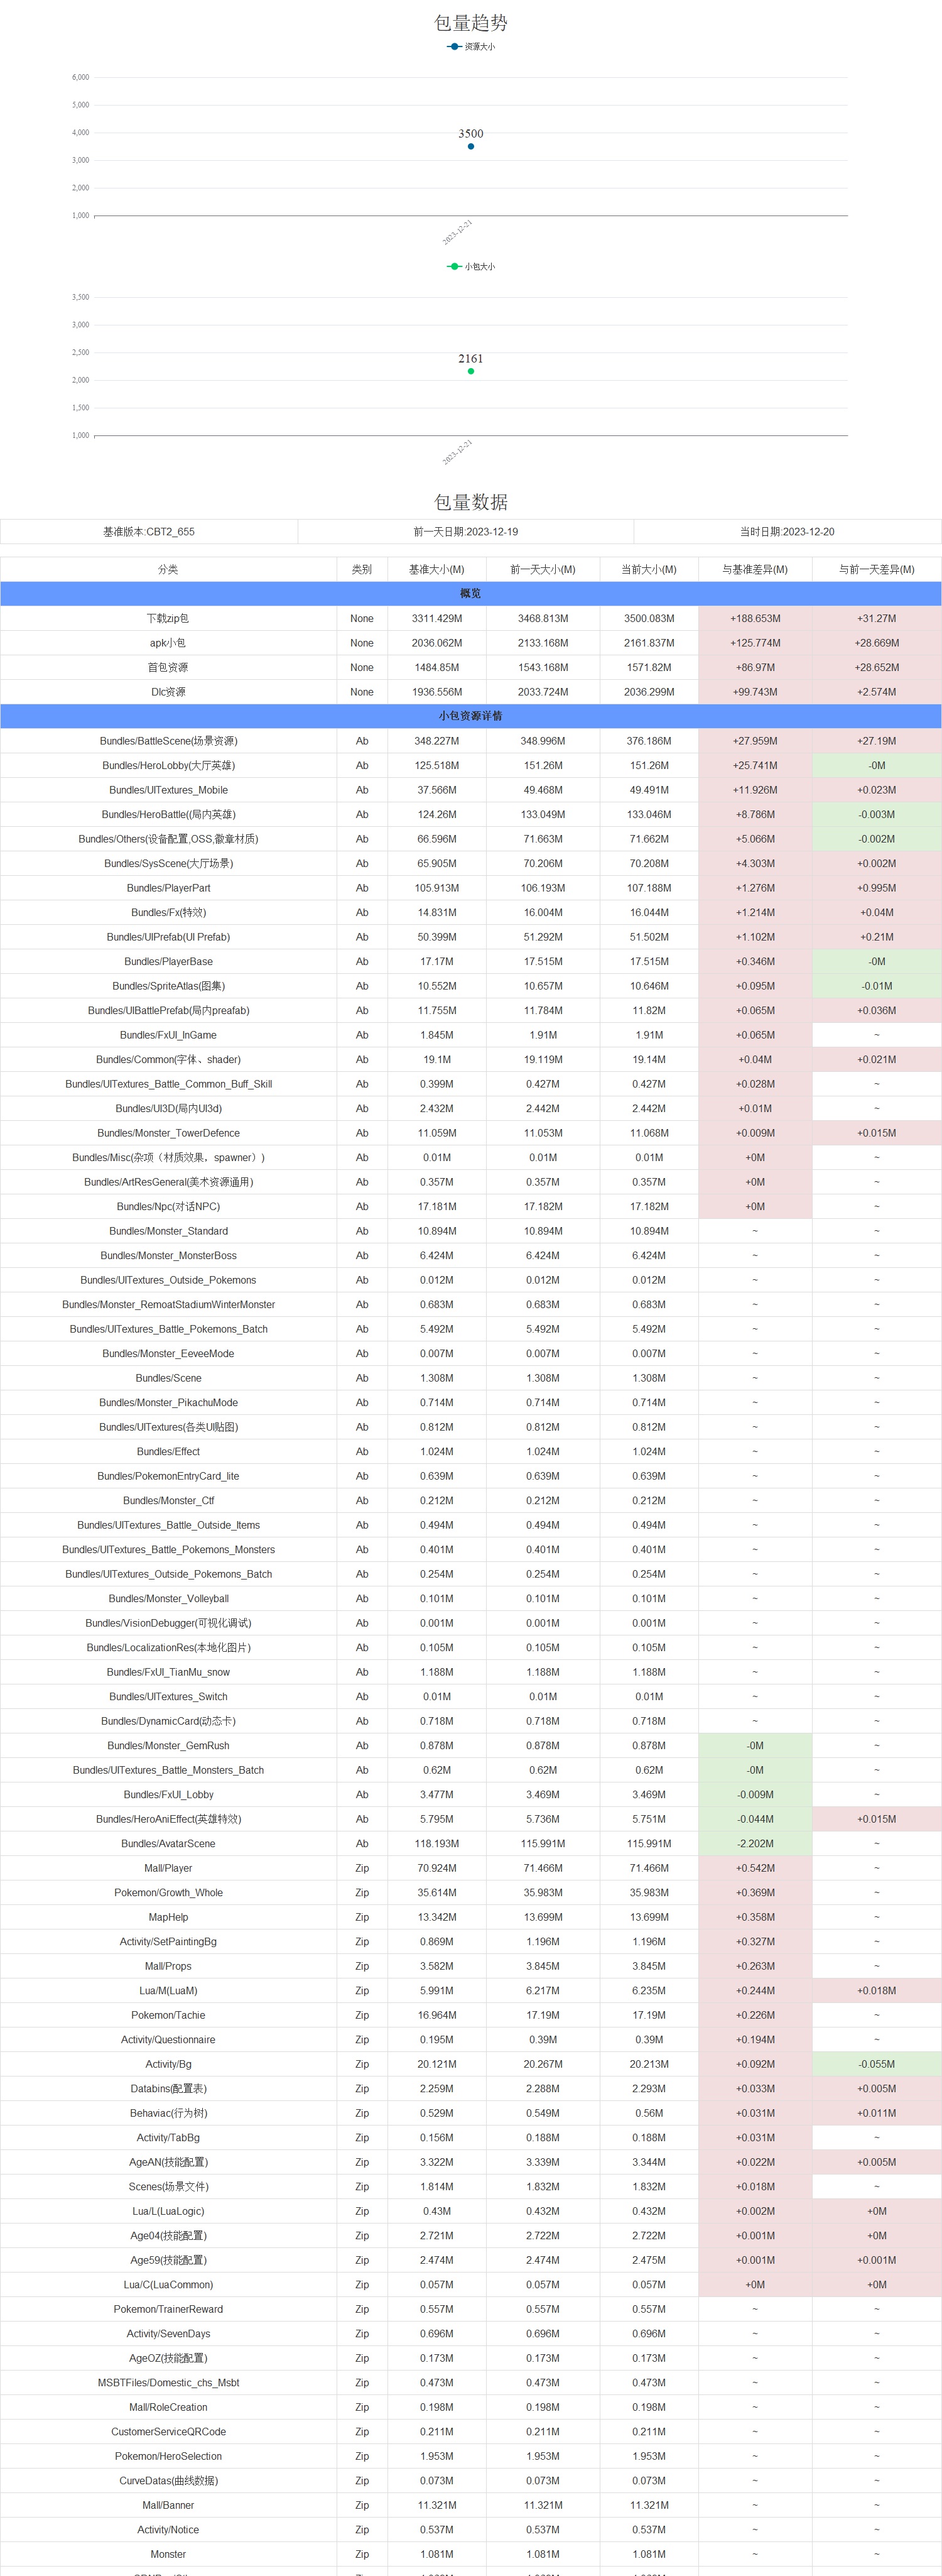 包量趋势
资源大小
6,000
5,000
4,000
3500
3,000
2,000
1,000
2023-12-21
小包大小
3,500
3,000
2,500
2161
2,000
1,500
1,000
2023-12-21
包量数据
基准版本:CBT2_655 前一天日期:2023-12-19 当时日期:2023-12-20
分类 类别 基准大小(M) 前一天大小(M) 当前大小(M) 与基准差异(M) 与前一天差异(M)
概览
下载zip包 None 3311.429M 3468.813M 3500.083M +188.653M +31.27M
apk小包 None 2036.062M 2133.168M 2161.837M +125.774M +28.669M
首包资源 None 1484.85M 1543.168M 1571.82M +86.97M +28.652M
Dlc资源 None 1936.556M 2033.724M 2036.299M +99.743M +2.574M
小包资源详情
Bundles/BattleScene(场景资源) Ab 348.227M 348.996M 376.186M +27.959M +27.19M
Bundles/HeroLobby(大厅英雄) Ab 125.518M 151.26M 151.26M +25.741M -0M
Bundles/UITextures_Mobile Ab 37.566M 49.468M 49.491M +11.926M +0.023M
Bundles/HeroBattle((局内英雄) Ab 124.26M 133.049M 133.046M +8.786M -0.003M
Bundles/Others(设备配置,OSS,徽章材质) Ab 66.596M 71.663M 71.662M +5.066M -0.002M
Bundles/SysScene(大厅场景) Ab 65.905M 70.206M 70.208M +4.303M +0.002M
Bundles/PlayerPart Ab 105.913M 106.193M 107.188M +1.276M +0.995M
Bundles/Fx(特效) Ab 14.831M 16.004M 16.044M +1.214M +0.04M
Bundles/UIPrefab(UI Prefab) Ab 50.399M 51.292M 51.502M +1.102M +0.21M
Bundles/PlayerBase Ab 17.17M 17.515M 17.515M +0.346M -0M
Bundles/SpriteAtlas(图集) Ab 10.552M 10.657M 10.646M +0.095M -0.01M
Bundles/UIBattlePrefab(局内preafab) Ab 11.755M 11.784M 11.82M +0.065M +0.036M
Bundles/FxUI_InGame Ab 1.845M 1.91M 1.91M +0.065M ~
Bundles/Common(字体、shader) Ab 19.1M 19.119M 19.14M +0.04M +0.021M
Bundles/UITextures_Battle_Common_Buff_Skill Ab 0.399M 0.427M 0.427M +0.028M ~
Bundles/UI3D(局内UI3d) Ab 2.432M 2.442M 2.442M +0.01M ~
Bundles/Monster_TowerDefence Ab 11.059M 11.053M 11.068M +0.009M +0.015M
Bundles/Misc(杂项（材质效果，spawner）) Ab 0.01M 0.01M 0.01M +0M ~
Bundles/ArtResGeneral(美术资源通用) Ab 0.357M 0.357M 0.357M +0M ~
Bundles/Npc(对话NPC) Ab 17.181M 17.182M 17.182M +0M ~
Bundles/Monster_Standard Ab 10.894M 10.894M 10.894M ~ ~
Bundles/Monster_MonsterBoss Ab 6.424M 6.424M 6.424M ~ ~
Bundles/UITextures_Outside_Pokemons Ab 0.012M 0.012M 0.012M ~ ~
Bundles/Monster_RemoatStadiumWinterMonster Ab 0.683M 0.683M 0.683M ~ ~
Bundles/UITextures_Battle_Pokemons_Batch Ab 5.492M 5.492M 5.492M ~ ~
Bundles/Monster_EeveeMode Ab 0.007M 0.007M 0.007M ~ ~
Bundles/Scene Ab 1.308M 1.308M 1.308M ~ ~
Bundles/Monster_PikachuMode Ab 0.714M 0.714M 0.714M ~ ~
Bundles/UITextures(各类UI贴图) Ab 0.812M 0.812M 0.812M ~ ~
Bundles/Effect Ab 1.024M 1.024M 1.024M ~ ~
Bundles/PokemonEntryCard_lite Ab 0.639M 0.639M 0.639M ~ ~
Bundles/Monster_Ctf Ab 0.212M 0.212M 0.212M ~ ~
Bundles/UITextures_Battle_Outside_Items Ab 0.494M 0.494M 0.494M ~ ~
Bundles/UITextures_Battle_Pokemons_Monsters Ab 0.401M 0.401M 0.401M ~ ~
Bundles/UITextures_Outside_Pokemons_Batch Ab 0.254M 0.254M 0.254M ~ ~
Bundles/Monster_Volleyball Ab 0.101M 0.101M 0.101M ~ ~
Bundles/VisionDebugger(可视化调试) Ab 0.001M 0.001M 0.001M ~ ~
Bundles/LocalizationRes(本地化图片) Ab 0.105M 0.105M 0.105M ~ ~
Bundles/FxUI_TianMu_snow Ab 1.188M 1.188M 1.188M ~ ~
Bundles/UITextures_Switch Ab 0.01M 0.01M 0.01M ~ ~
Bundles/DynamicCard(动态卡) Ab 0.718M 0.718M 0.718M ~ ~
Bundles/Monster_GemRush Ab 0.878M 0.878M 0.878M -0M ~
Bundles/UITextures_Battle_Monsters_Batch Ab 0.62M 0.62M 0.62M -0M ~
Bundles/FxUI_Lobby Ab 3.477M 3.469M 3.469M -0.009M ~
Bundles/HeroAniEffect(英雄特效) Ab 5.795M 5.736M 5.751M -0.044M +0.015M
Bundles/AvatarScene Ab 118.193M 115.991M 115.991M -2.202M ~
Mall/Player Zip 70.924M 71.466M 71.466M +0.542M ~
Pokemon/Growth_Whole Zip 35.614M 35.983M 35.983M +0.369M ~
MapHelp Zip 13.342M 13.699M 13.699M +0.358M ~
Activity/SetPaintingBg Zip 0.869M 1.196M 1.196M +0.327M ~
Mall/Props Zip 3.582M 3.845M 3.845M +0.263M ~
Lua/M(LuaM) Zip 5.991M 6.217M 6.235M +0.244M +0.018M
Pokemon/Tachie Zip 16.964M 17.19M 17.19M +0.226M ~
Activity/Questionnaire Zip 0.195M 0.39M 0.39M +0.194M ~
Activity/Bg Zip 20.121M 20.267M 20.213M +0.092M -0.055M
Databins(配置表) Zip 2.259M 2.288M 2.293M +0.033M +0.005M
Behaviac(行为树) Zip 0.529M 0.549M 0.56M +0.031M +0.011M
Activity/TabBg Zip 0.156M 0.188M 0.188M +0.031M ~
AgeAN(技能配置) Zip 3.322M 3.339M 3.344M +0.022M +0.005M
Scenes(场景文件) Zip 1.814M 1.832M 1.832M +0.018M ~
Lua/L(LuaLogic) Zip 0.43M 0.432M 0.432M +0.002M +0M
Age04(技能配置) Zip 2.721M 2.722M 2.722M +0.001M +0M
Age59(技能配置) Zip 2.474M 2.474M 2.475M +0.001M +0.001M
Lua/C(LuaCommon) Zip 0.057M 0.057M 0.057M +0M +0M
Pokemon/TrainerReward Zip 0.557M 0.557M 0.557M ~ ~
Activity/SevenDays Zip 0.696M 0.696M 0.696M ~ ~
AgeOZ(技能配置) Zip 0.173M 0.173M 0.173M ~ ~
MSBTFiles/Domestic_chs_Msbt Zip 0.473M 0.473M 0.473M ~ ~
Mall/RoleCreation Zip 0.198M 0.198M 0.198M ~ ~
CustomerServiceQRCode Zip 0.211M 0.211M 0.211M ~ ~
Pokemon/HeroSelection Zip 1.953M 1.953M 1.953M ~ ~
CurveDatas(曲线数据) Zip 0.073M 0.073M 0.073M ~ ~
Mall/Banner Zip 11.321M 11.321M 11.321M ~ ~
Activity/Notice Zip 0.537M 0.537M 0.537M ~ ~
Monster Zip 1.081M 1.081M 1.081M ~ ~